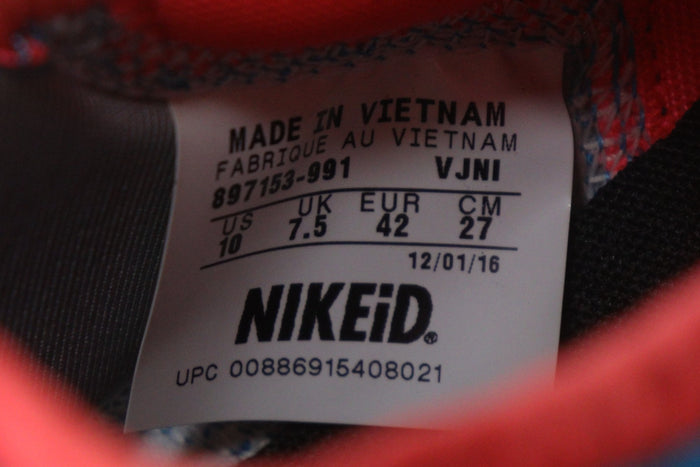 MADE IN VIETNAM
FABRIQUE AU VIETNAM
897153-991 VJNI
US UK EUR CM
10 7.5 42 27
12/01/16
NIKEiD®
UPC 00886915408021